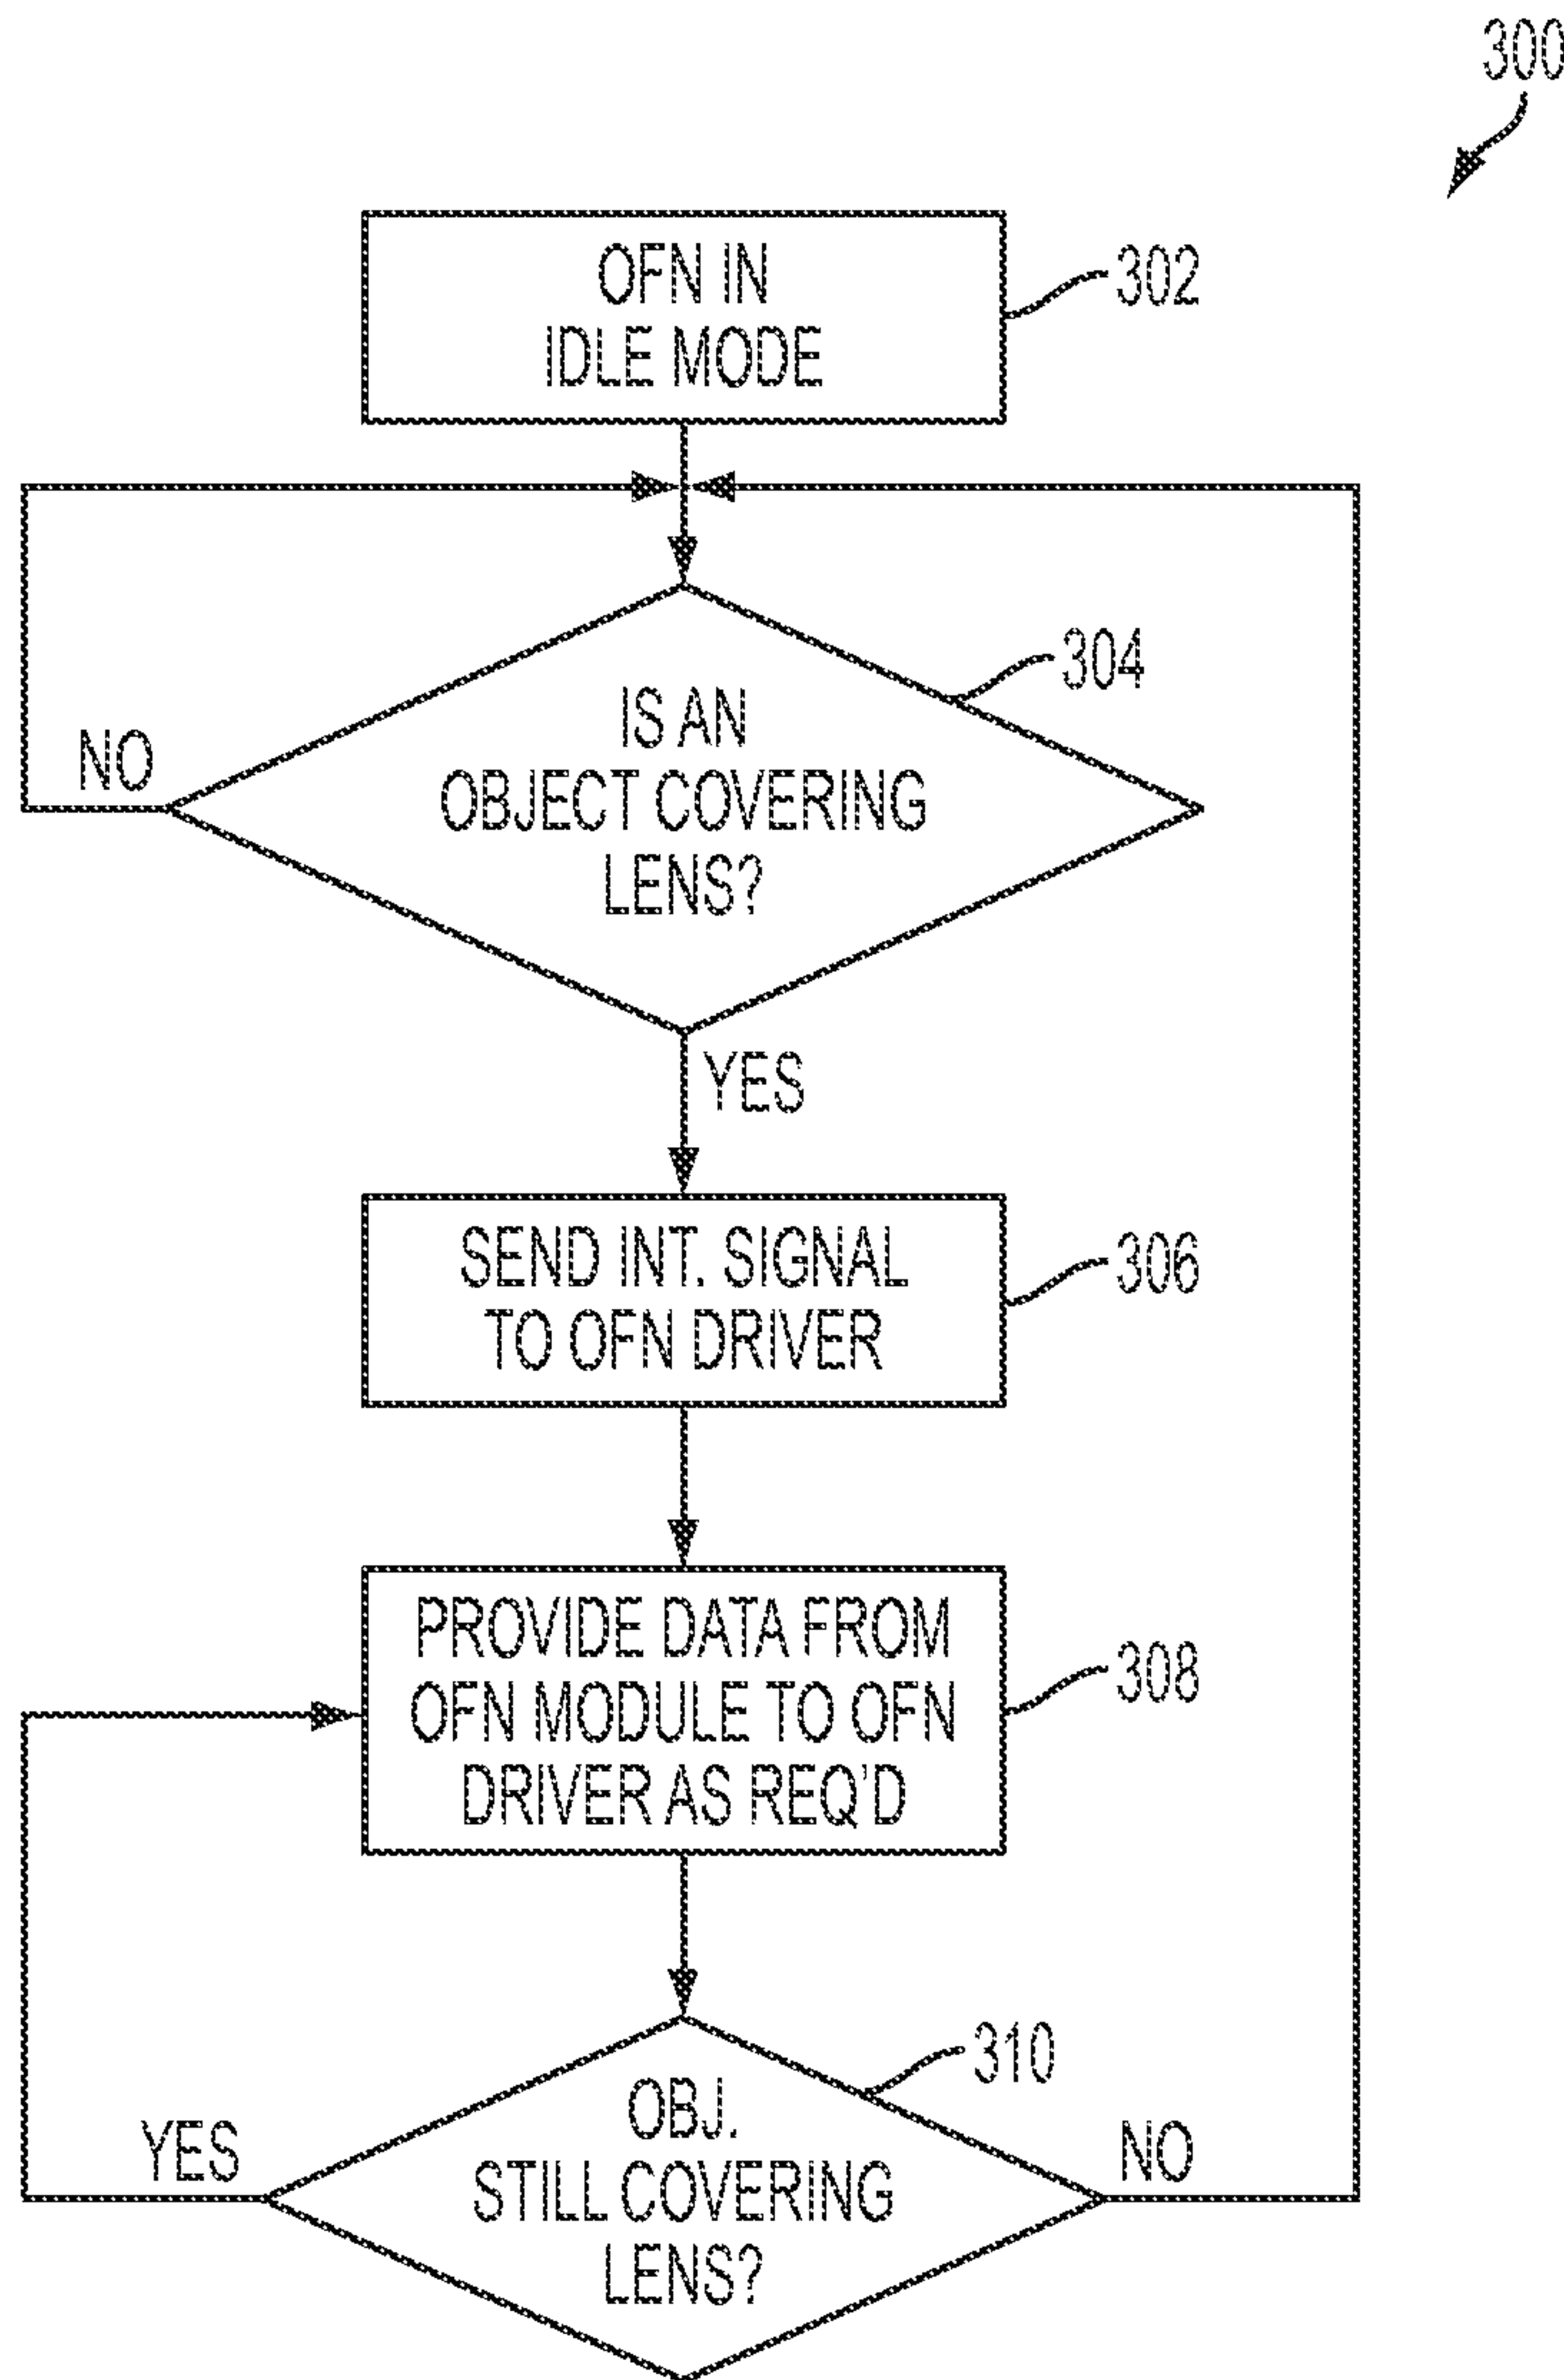 300
OFN IN
IDLE MODE
302
304
IS AN
OBJECT COVERING
LENS?
NO
YES
SEND INT. SIGNAL
TO OFN DRIVER
306
PROVIDE DATA FROM
OFN MODULE TO OFN
DRIVER AS REQ'D
308
310
OBJ.
STILL COVERING
LENS?
YES
NO